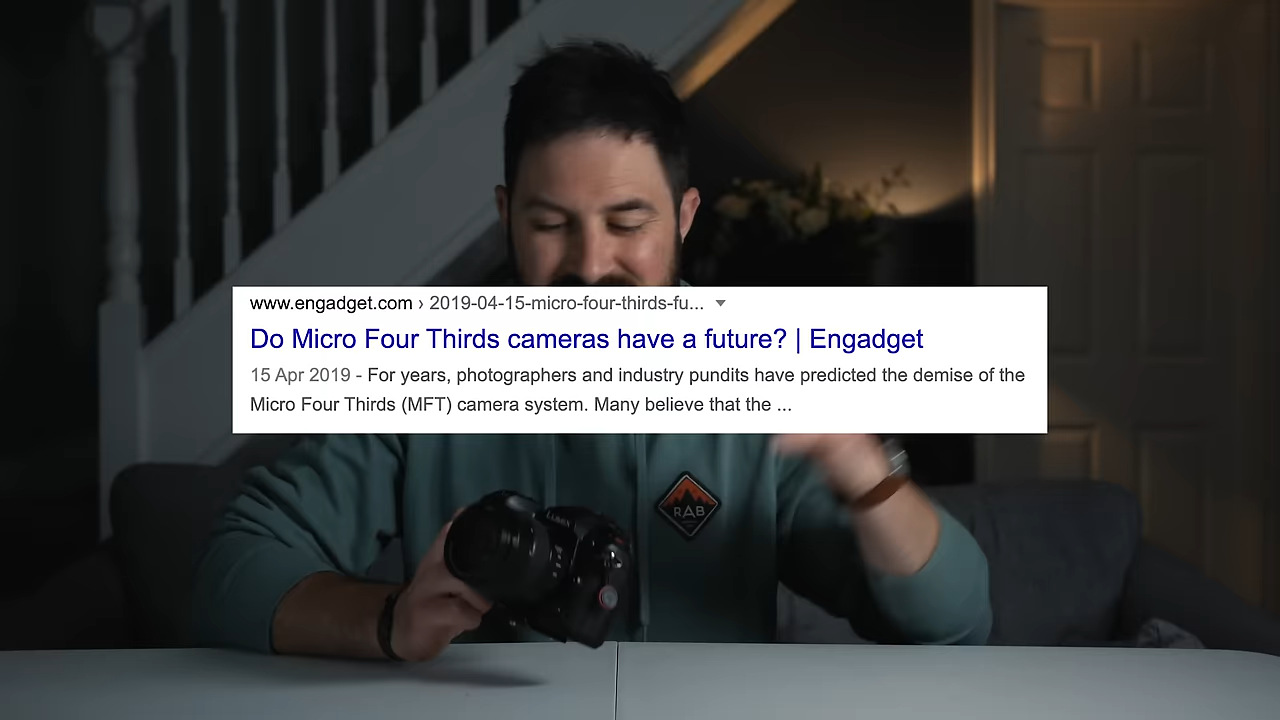 www.engadget.com › 2019-04-15-micro-four-thirds-fu...
Do Micro Four Thirds cameras have a future? | Engadget
15 Apr 2019 - For years, photographers and industry pundits have predicted the demise of the
Micro Four Thirds (MFT) camera system. Many believe that the ...
LUMIX
RAB